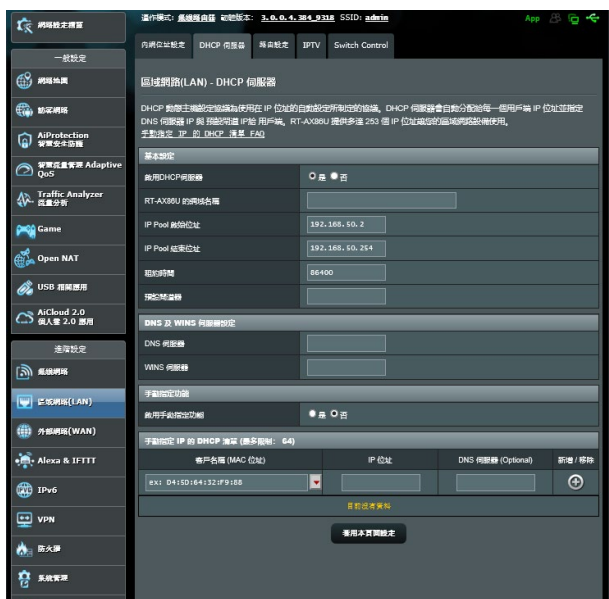 操作模式: 無線路由器 韌體版本: 3.0.0.4.384_9318 SSID: admin
App
網路設定精靈
一般設定
網路地圖
訪客網路
AiProtection
智慧安全防護
智慧流量管理 Adaptive
QoS
Traffic Analyzer
流量分析
Game
Open NAT
USB 相關應用
AiCloud 2.0
個人雲 2.0 應用
進階設定
無線網路
區域網路(LAN)
外部網路(WAN)
Alexa & IFTTT
IPv6
VPN
防火牆
系統管理
內網位址設定
DHCP 伺服器
路由設定
IPTV
Switch Control
區域網路(LAN) - DHCP 伺服器
DHCP 動態主機設定協議為使用在 IP 位址的自動設定所制定的協議。DHCP 伺服器會自動分配給每一個用戶端 IP 位並指定
DNS 伺服器 IP 與 預設閘道 IP給 用戶端。RT-AX86U 提供多達 253 個 IP 位址給您的區域網路設備使用。
手動指定 IP 的 DHCP 清單 FAQ
基本設定
啟用DHCP伺服器
是 否
RT-AX86U 的網域名稱
IP Pool 起始位址
192.168.50.2
IP Pool 結束位址
192.168.50.254
租約時間
86400
預設閘道器
DNS 及 WINS 伺服器設定
DNS 伺服器
WINS 伺服器
手動指定功能
啟用手動指定功能
是 否
手動指定 IP 的 DHCP 清單 (最多限制: 64)
客戶名稱 (MAC 位址)
IP 位址
DNS 伺服器 (Optional)
新增 / 移除
ex: D4:5D:64:32:F9:88
目前沒有資料
套用本頁面設定